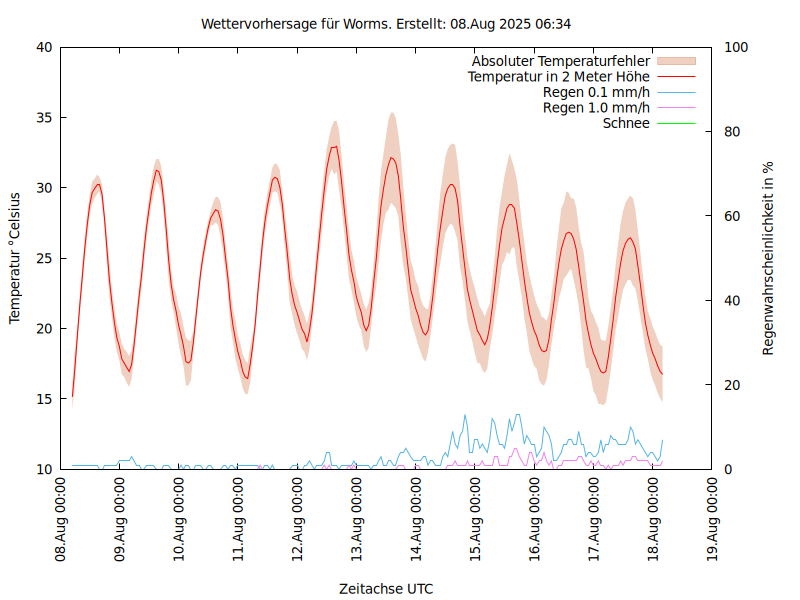 Wettervorhersage für Worms. Erstellt: 08.Aug 2025 06:34
Absoluter Temperaturfehler
Temperatur in 2 Meter Höhe
Regen 0.1 mm/h
Regen 1.0 mm/h
Schnee
Temperatur °Celsius
40
35
30
25
20
15
10
100
80
60
40
20
0
Regenwahrscheinlichkeit in %
08.Aug 00:00
09.Aug 00:00
10.Aug 00:00
11.Aug 00:00
12.Aug 00:00
13.Aug 00:00
14.Aug 00:00
15.Aug 00:00
16.Aug 00:00
17.Aug 00:00
18.Aug 00:00
19.Aug 00:00
Zeitachse UTC